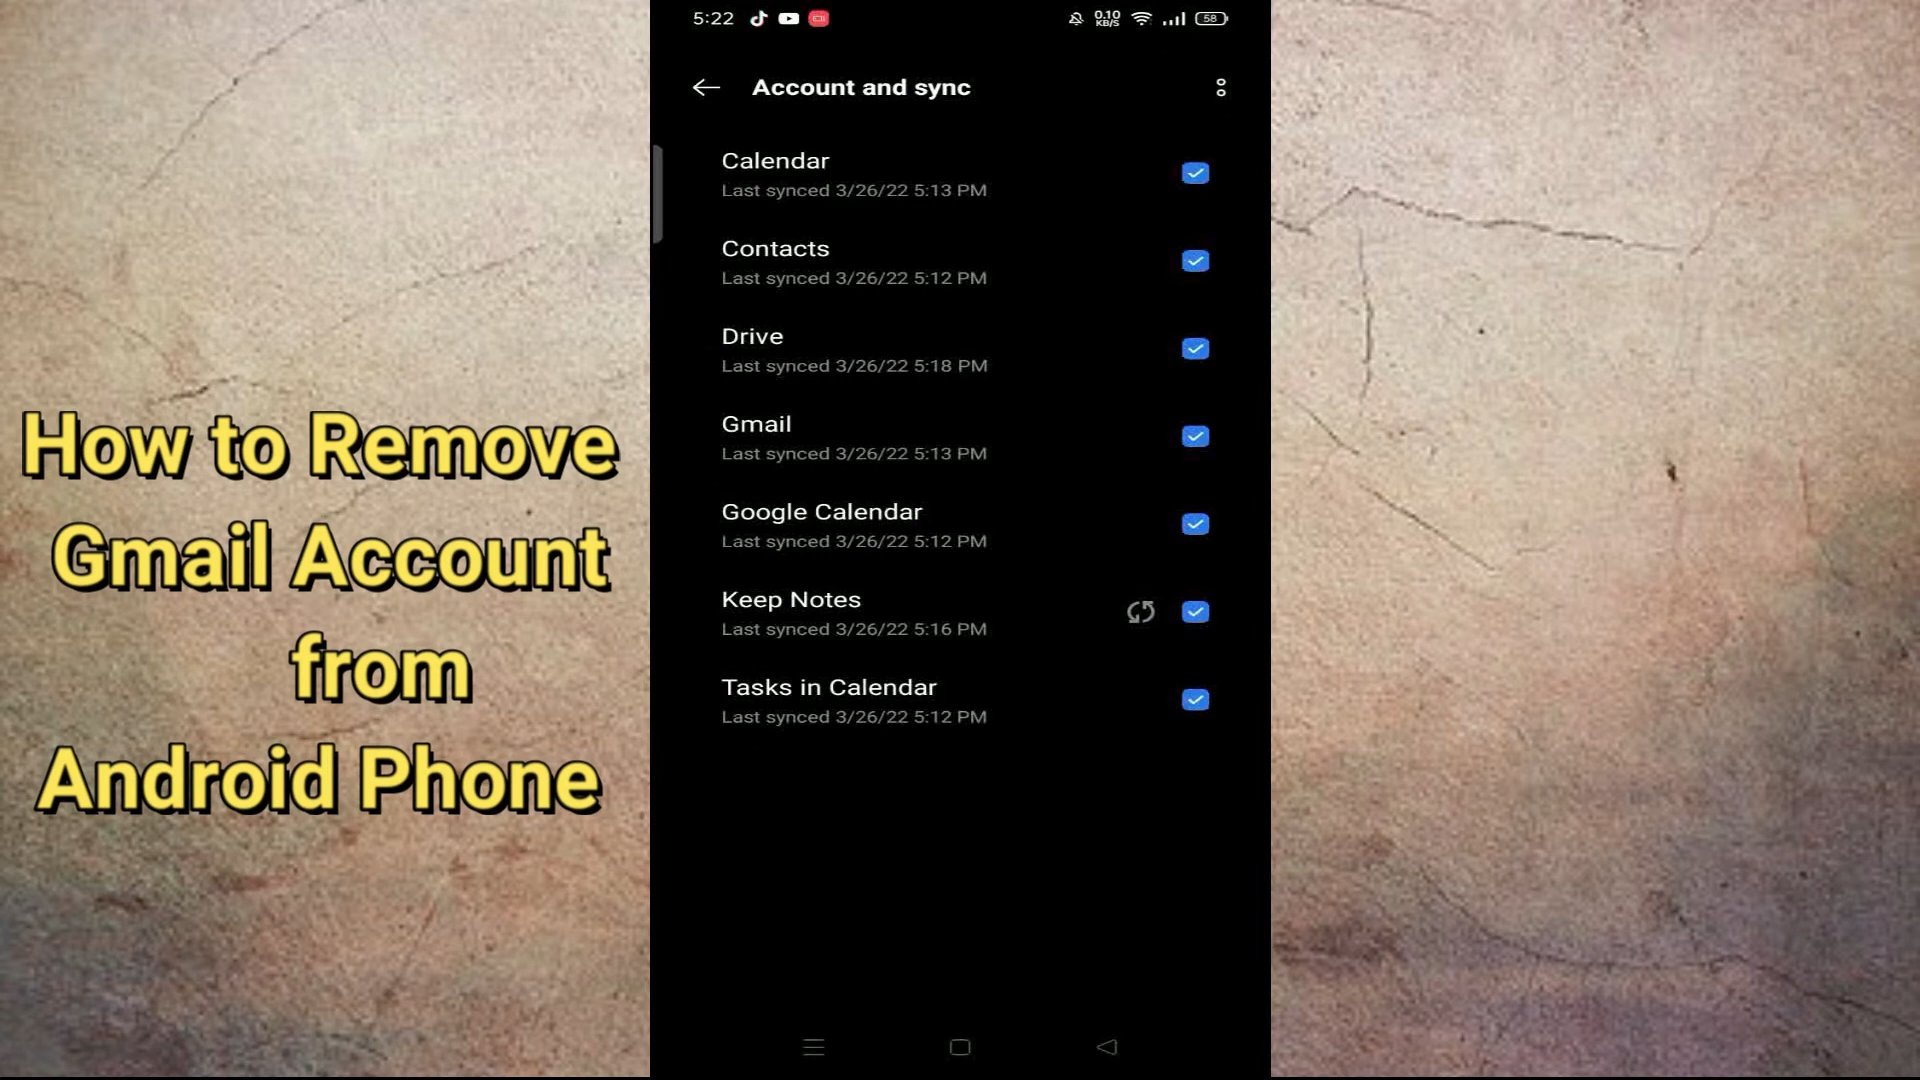 5:22
0.10
KB/S
58
Account and sync
Calendar
Last synced 3/26/22 5:13 PM
Contacts
Last synced 3/26/22 5:12 PM
Drive
Last synced 3/26/22 5:18 PM
Gmail
Last synced 3/26/22 5:13 PM
Google Calendar
Last synced 3/26/22 5:12 PM
Keep Notes
Last synced 3/26/22 5:16 PM
Tasks in Calendar
Last synced 3/26/22 5:12 PM
How to Remove
Gmail Account
from
Android Phone